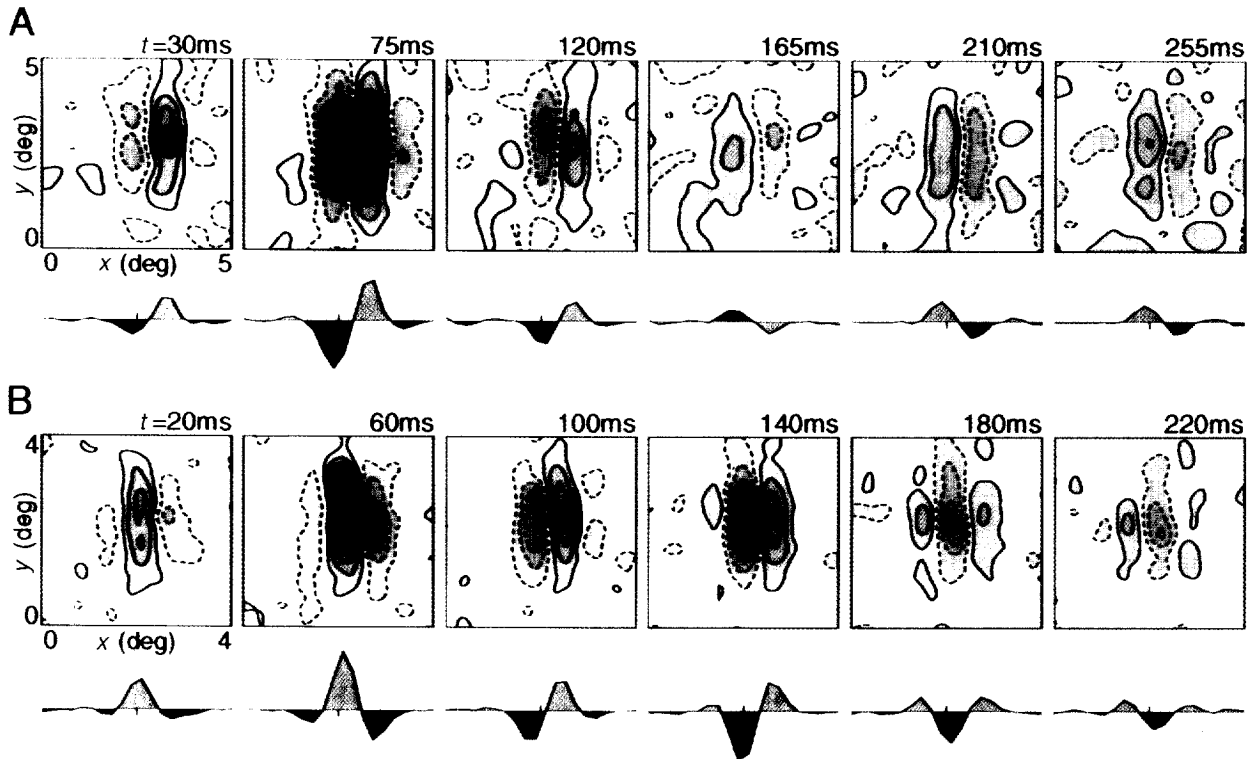 A
t=30ms 75ms 120ms 165ms 210ms 255ms
5
y (deg)
0
0 x (deg) 5
B
t=20ms 60ms 100ms 140ms 180ms 220ms
4
y (deg)
0
0 x (deg) 4